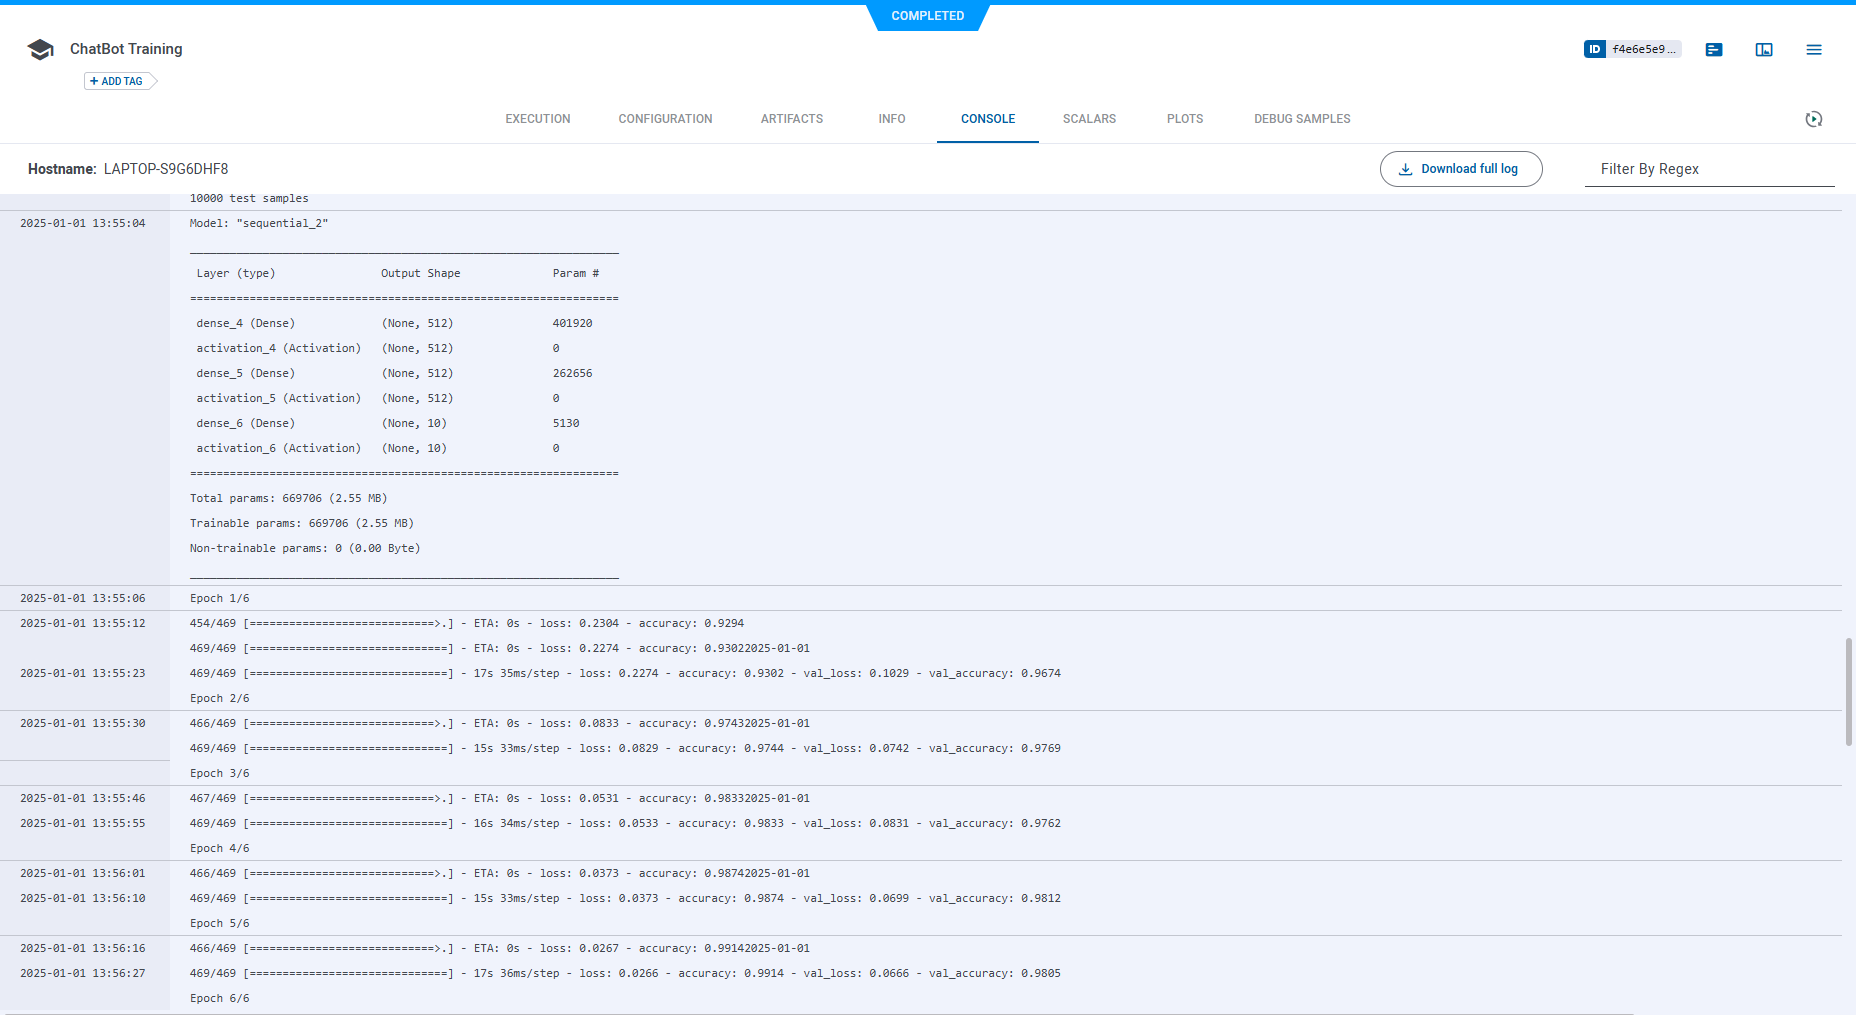 COMPLETED
ChatBot Training
ID f4e6e5e9...
+ ADD TAG
EXECUTION CONFIGURATION ARTIFACTS INFO CONSOLE SCALARS PLOTS DEBUG SAMPLES
Hostname: LAPTOP-S9G6DHF8 Download full log Filter By Regex
10000 test samples
2025-01-01 13:55:04 Model: "sequential_2"
_________________________________________________________________
Layer (type) Output Shape Param #
=================================================================
dense_4 (Dense) (None, 512) 401920
activation_4 (Activation) (None, 512) 0
dense_5 (Dense) (None, 512) 262656
activation_5 (Activation) (None, 512) 0
dense_6 (Dense) (None, 10) 5130
activation_6 (Activation) (None, 10) 0
=================================================================
Total params: 669706 (2.55 MB)
Trainable params: 669706 (2.55 MB)
Non-trainable params: 0 (0.00 Byte)
_________________________________________________________________
2025-01-01 13:55:06 Epoch 1/6
2025-01-01 13:55:12 454/469 [============================>.] - ETA: 0s - loss: 0.2304 - accuracy: 0.9294
469/469 [==============================] - ETA: 0s - loss: 0.2274 - accuracy: 0.93022025-01-01
2025-01-01 13:55:23 469/469 [==============================] - 17s 35ms/step - loss: 0.2274 - accuracy: 0.9302 - val_loss: 0.1029 - val_accuracy: 0.9674
Epoch 2/6
2025-01-01 13:55:30 466/469 [============================>.] - ETA: 0s - loss: 0.0833 - accuracy: 0.97432025-01-01
469/469 [==============================] - 15s 33ms/step - loss: 0.0829 - accuracy: 0.9744 - val_loss: 0.0742 - val_accuracy: 0.9769
Epoch 3/6
2025-01-01 13:55:46 467/469 [============================>.] - ETA: 0s - loss: 0.0531 - accuracy: 0.98332025-01-01
2025-01-01 13:55:55 469/469 [==============================] - 16s 34ms/step - loss: 0.0533 - accuracy: 0.9833 - val_loss: 0.0831 - val_accuracy: 0.9762
Epoch 4/6
2025-01-01 13:56:01 466/469 [============================>.] - ETA: 0s - loss: 0.0373 - accuracy: 0.98742025-01-01
2025-01-01 13:56:10 469/469 [==============================] - 15s 33ms/step - loss: 0.0373 - accuracy: 0.9874 - val_loss: 0.0699 - val_accuracy: 0.9812
Epoch 5/6
2025-01-01 13:56:16 466/469 [============================>.] - ETA: 0s - loss: 0.0267 - accuracy: 0.99142025-01-01
2025-01-01 13:56:27 469/469 [==============================] - 17s 36ms/step - loss: 0.0266 - accuracy: 0.9914 - val_loss: 0.0666 - val_accuracy: 0.9805
Epoch 6/6